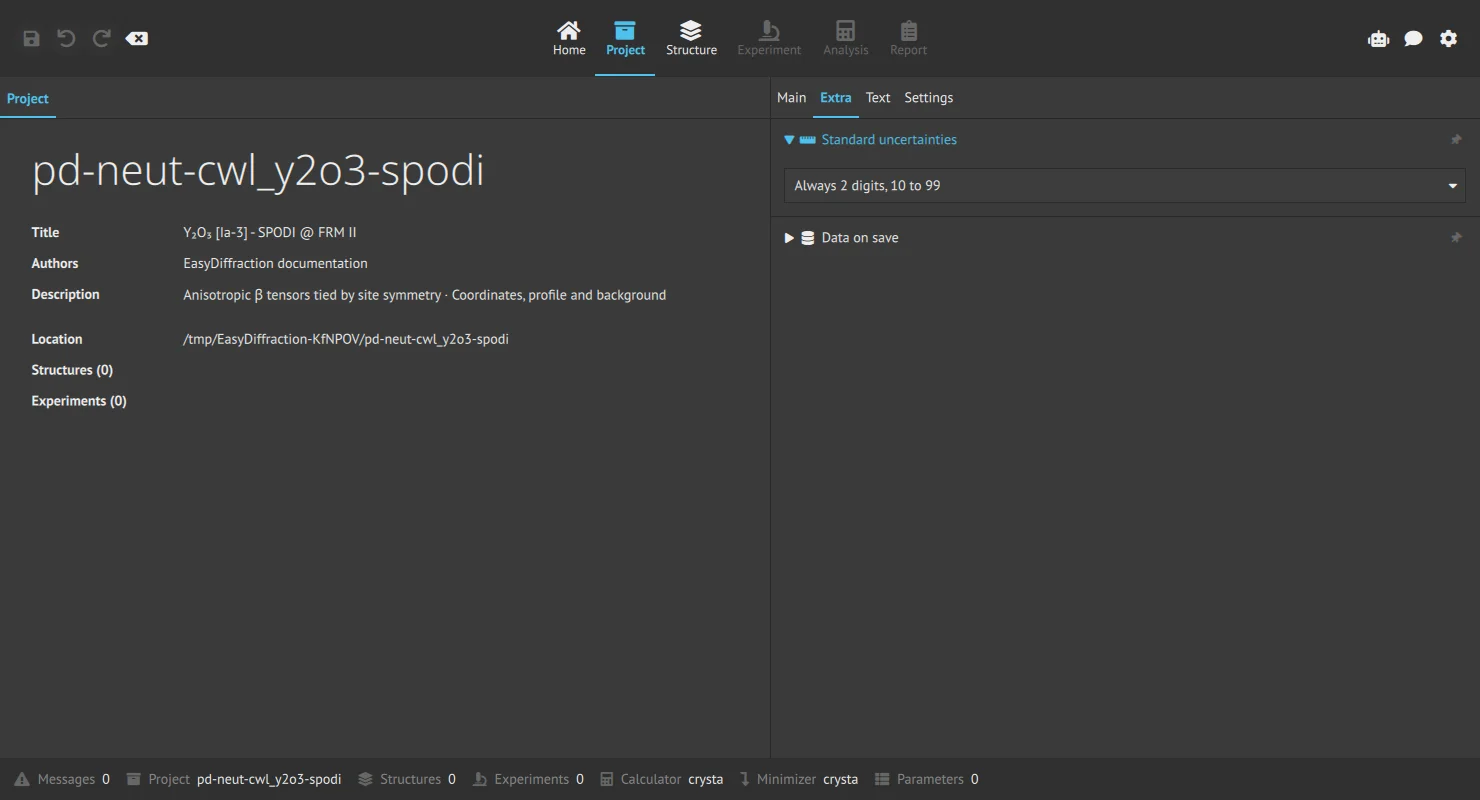 Home
Project
Structure
Experiment
Analysis
Report
Project
Main Extra Text Settings
pd-neut-cwl_y2o3-spodi
Title Y₂O₃ [Ia-3] - SPODI @ FRM II
Authors EasyDiffraction documentation
Description Anisotropic β tensors tied by site symmetry · Coordinates, profile and background
Location /tmp/EasyDiffraction-KfNPOV/pd-neut-cwl_y2o3-spodi
Structures (0)
Experiments (0)
Standard uncertainties
Always 2 digits, 10 to 99
Data on save
Messages 0 Project pd-neut-cwl_y2o3-spodi Structures 0 Experiments 0 Calculator crysta Minimizer crysta Parameters 0